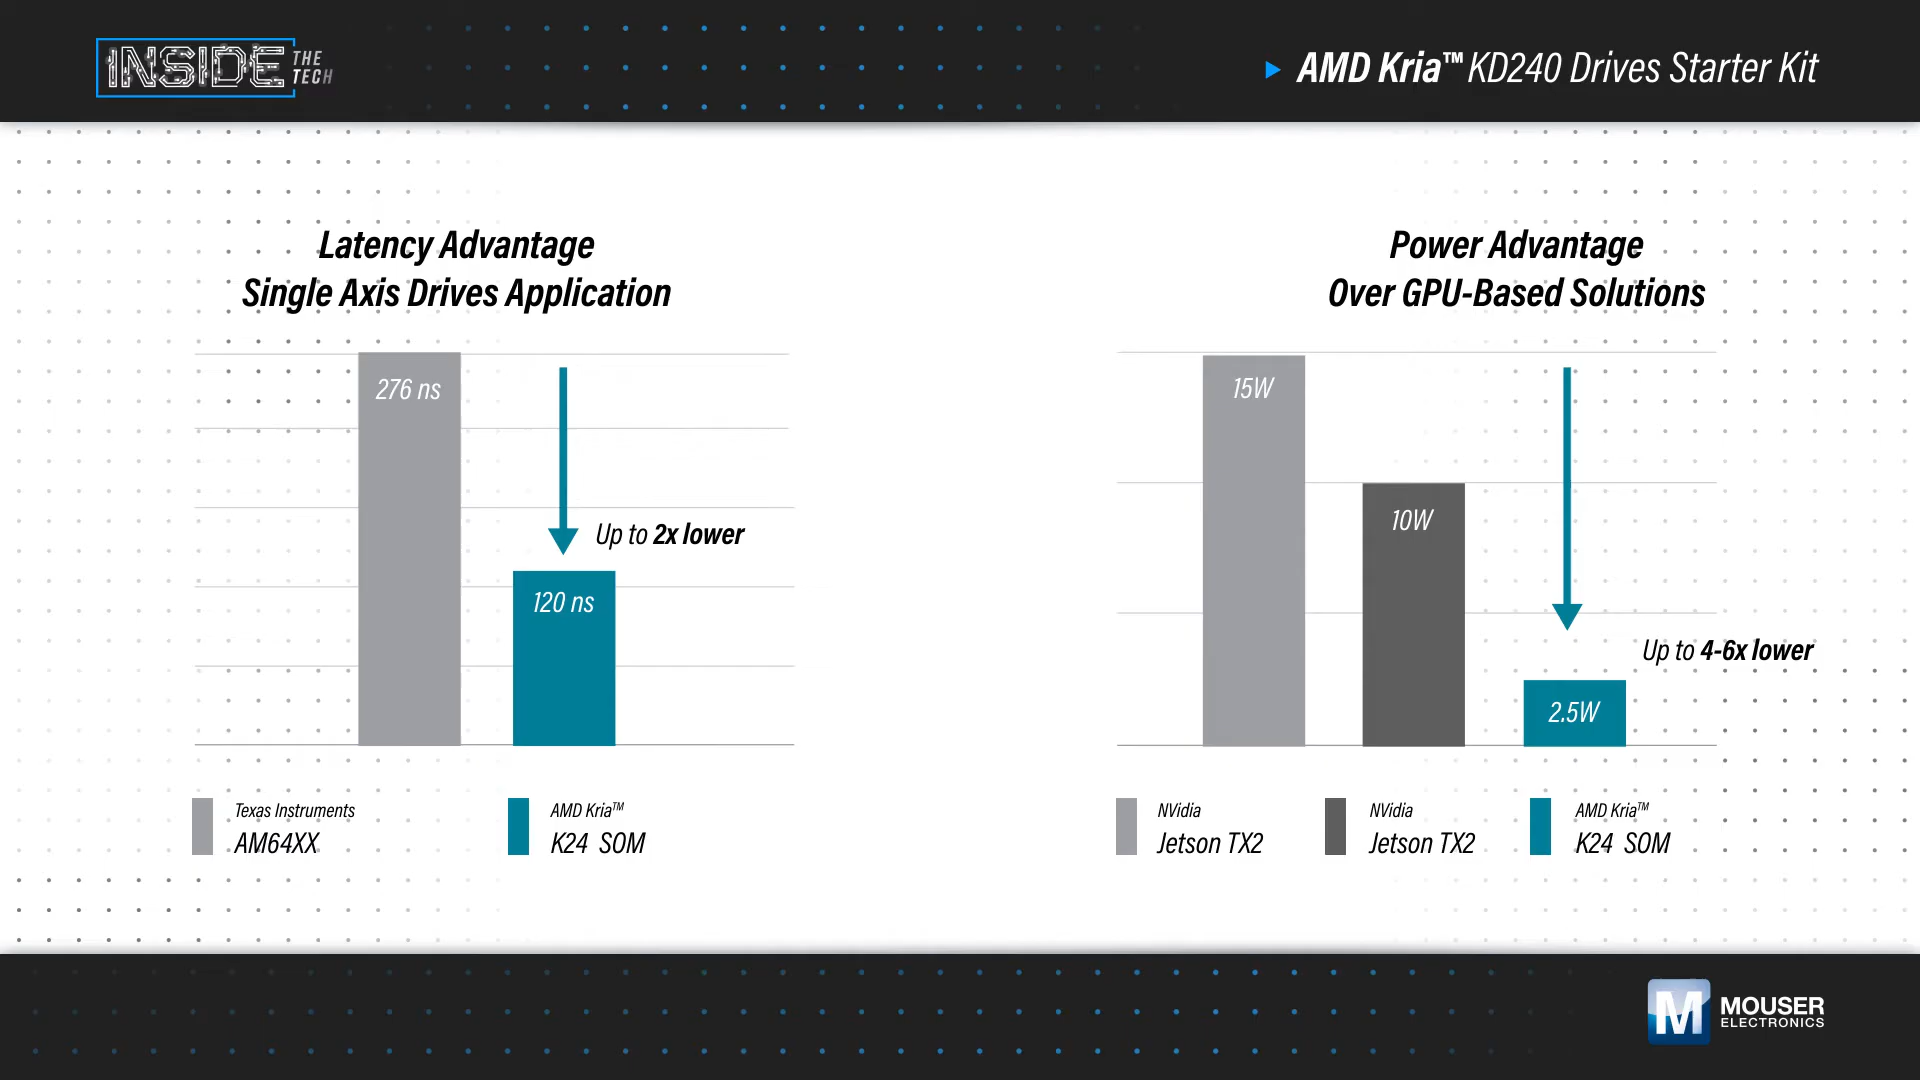 INSIDE THE TECH
AMD Kria™ KD240 Drives Starter Kit
Latency Advantage
Single Axis Drives Application
276 ns
Up to 2x lower
120 ns
Texas Instruments
AM64XX
AMD Kria™
K24 SOM
Power Advantage
Over GPU-Based Solutions
15W
10W
Up to 4-6x lower
2.5W
NVidia
Jetson TX2
NVidia
Jetson TX2
AMD Kria™
K24 SOM
M MOUSER
ELECTRONICS